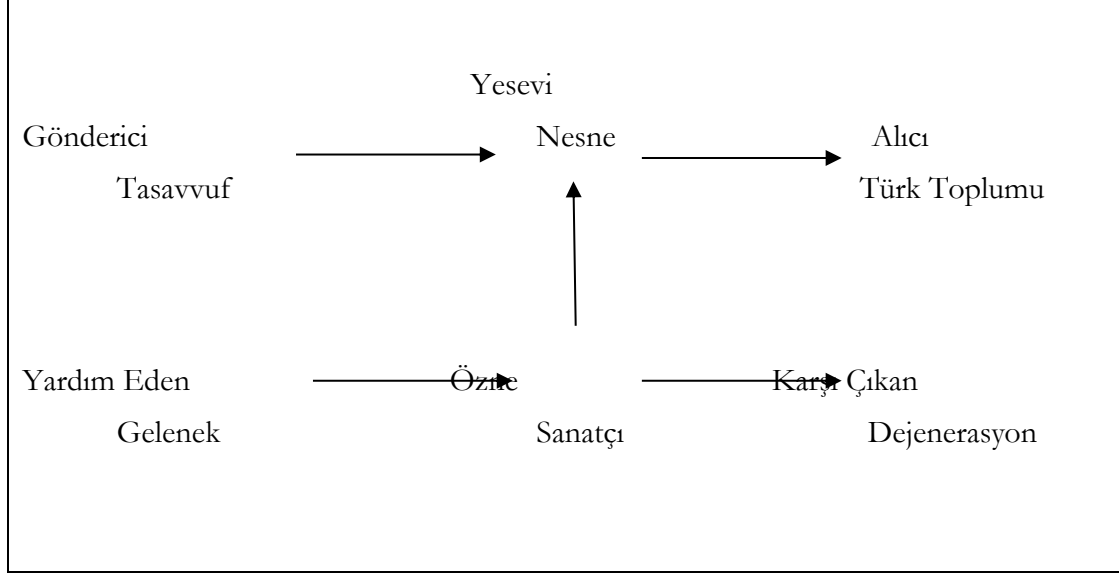 Yesevi
Gönderici Nesne Alıcı
Tasavvuf Türk Toplumu
Yardım Eden Özne Karşı Çıkan
Gelenek Sanatçı Dejenerasyon